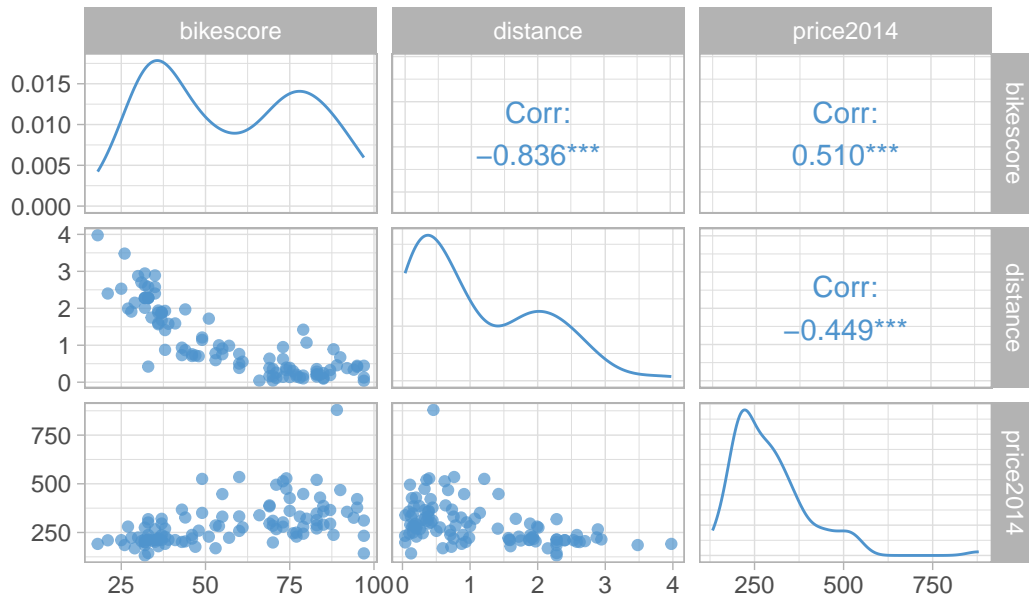 bikescore distance price2014
0.015
0.010
0.005
0.000
Corr:
−0.836***
Corr:
0.510***
bikescore
4
3
2
1
0
Corr:
−0.449***
distance
750
500
250
price2014
25 50 75 100 0 1 2 3 4 250 500 750